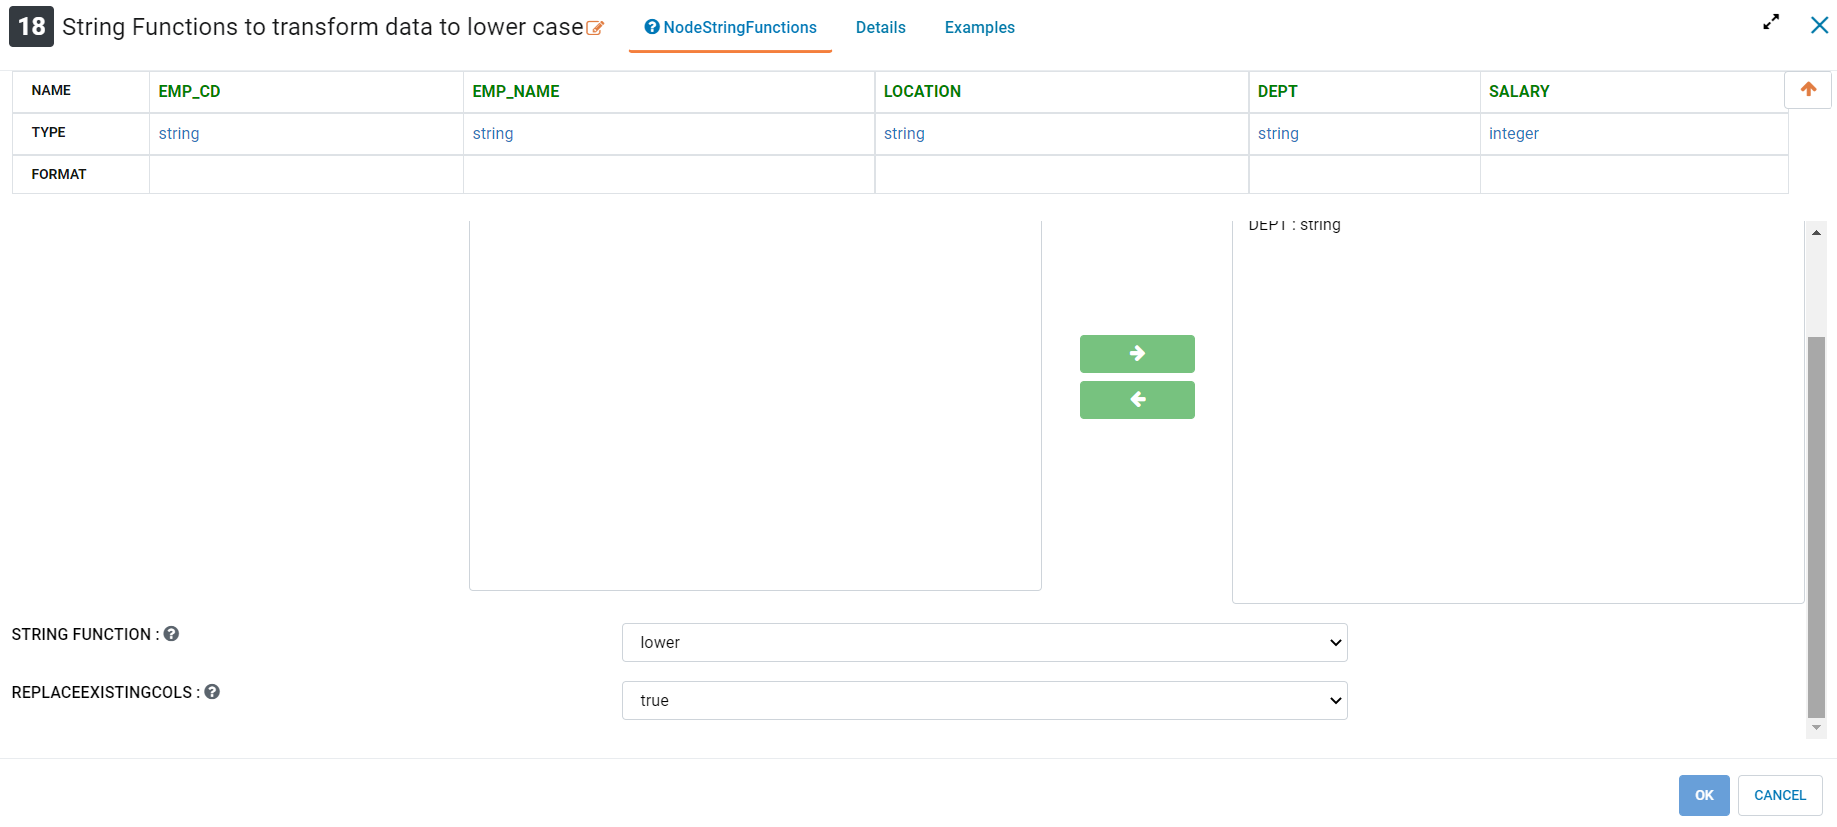 18 String Functions to transform data to lower case NodeStringFunctions Details Examples
NAME EMP_CD EMP_NAME LOCATION DEPT SALARY
TYPE string string string string integer
FORMAT
DEPT : string
STRING FUNCTION : lower
REPLACEEXISTINGCOLS : true
OK CANCEL